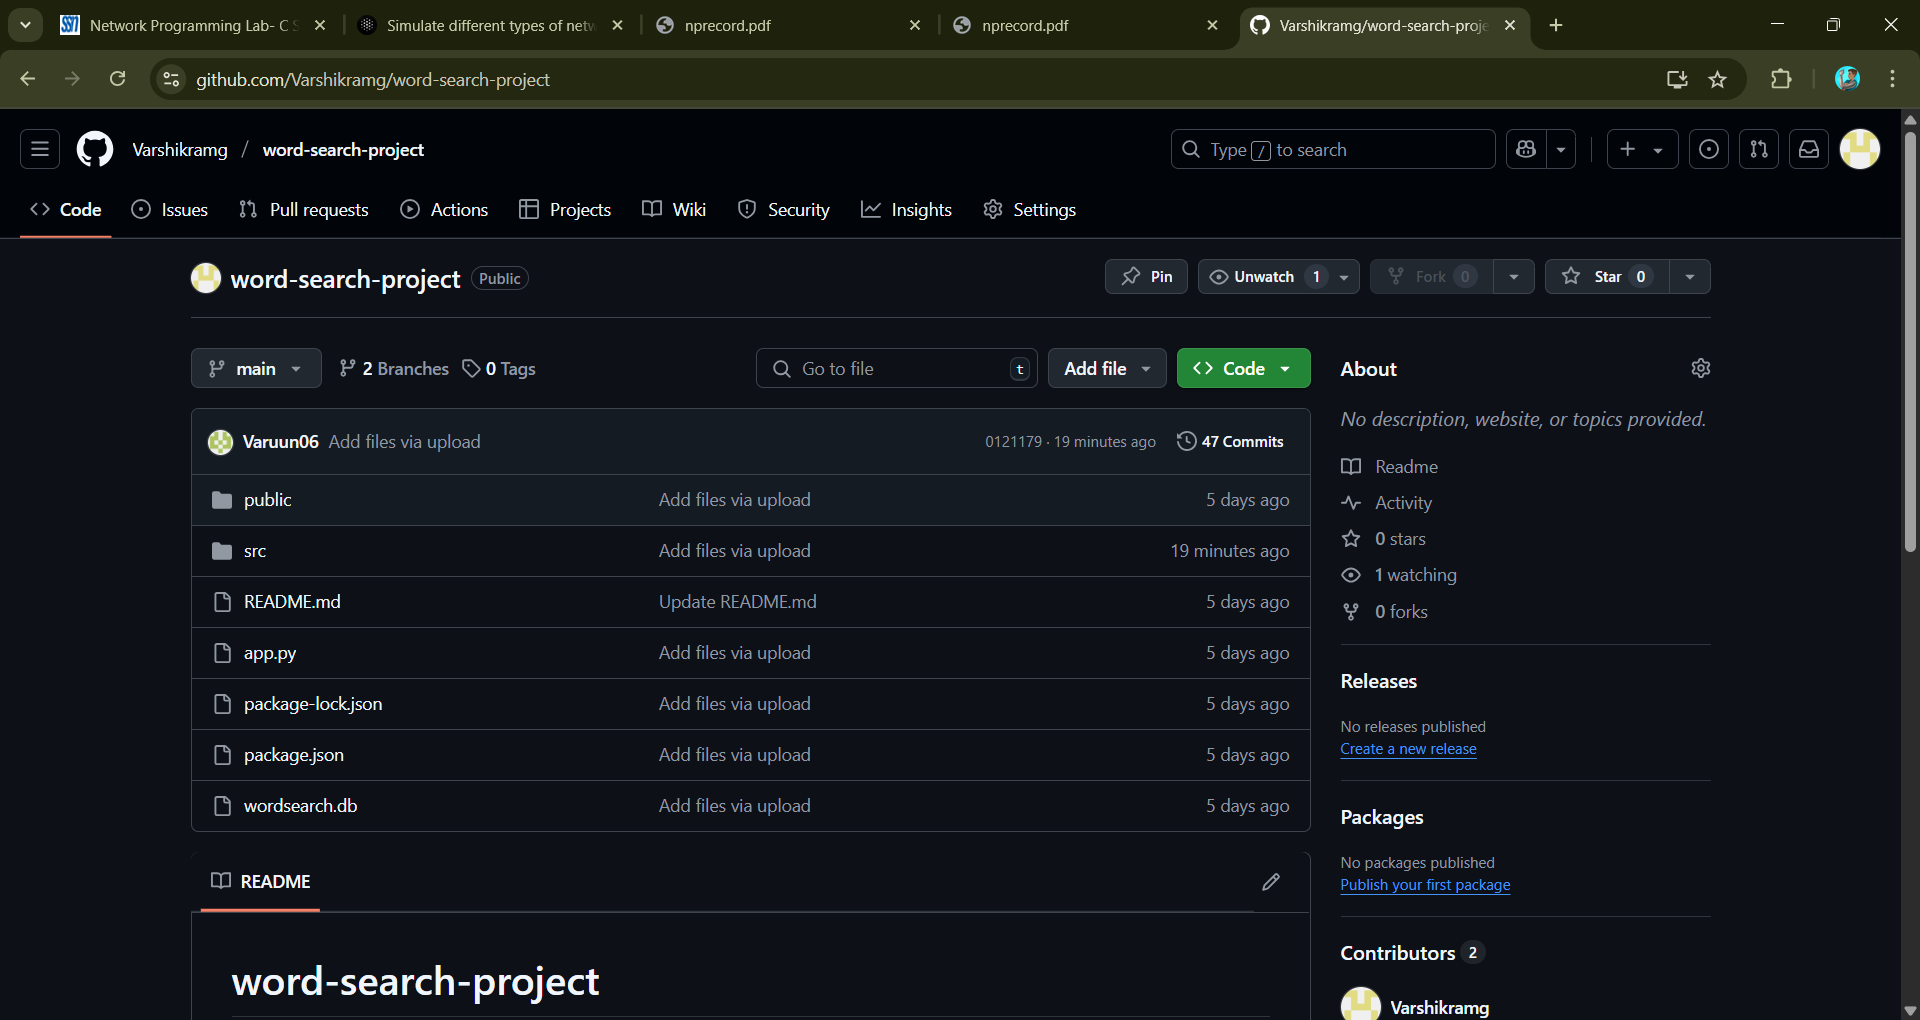 Network Programming Lab- C S
Simulate different types of netw
nprecord.pdf
nprecord.pdf
Varshikramg/word-search-proje
github.com/Varshikramg/word-search-project
Varshikramg / word-search-project
Type / to search
Code
Issues
Pull requests
Actions
Projects
Wiki
Security
Insights
Settings
word-search-project Public
Pin
Unwatch 1
Fork 0
Star 0
main
2 Branches
0 Tags
Go to file t
Add file
Code
Varuun06 Add files via upload 0121179 · 19 minutes ago 47 Commits
public Add files via upload 5 days ago
src Add files via upload 19 minutes ago
README.md Update README.md 5 days ago
app.py Add files via upload 5 days ago
package-lock.json Add files via upload 5 days ago
package.json Add files via upload 5 days ago
wordsearch.db Add files via upload 5 days ago
README
word-search-project
About
No description, website, or topics provided.
Readme
Activity
0 stars
1 watching
0 forks
Releases
No releases published
Create a new release
Packages
No packages published
Publish your first package
Contributors 2
Varshikramg